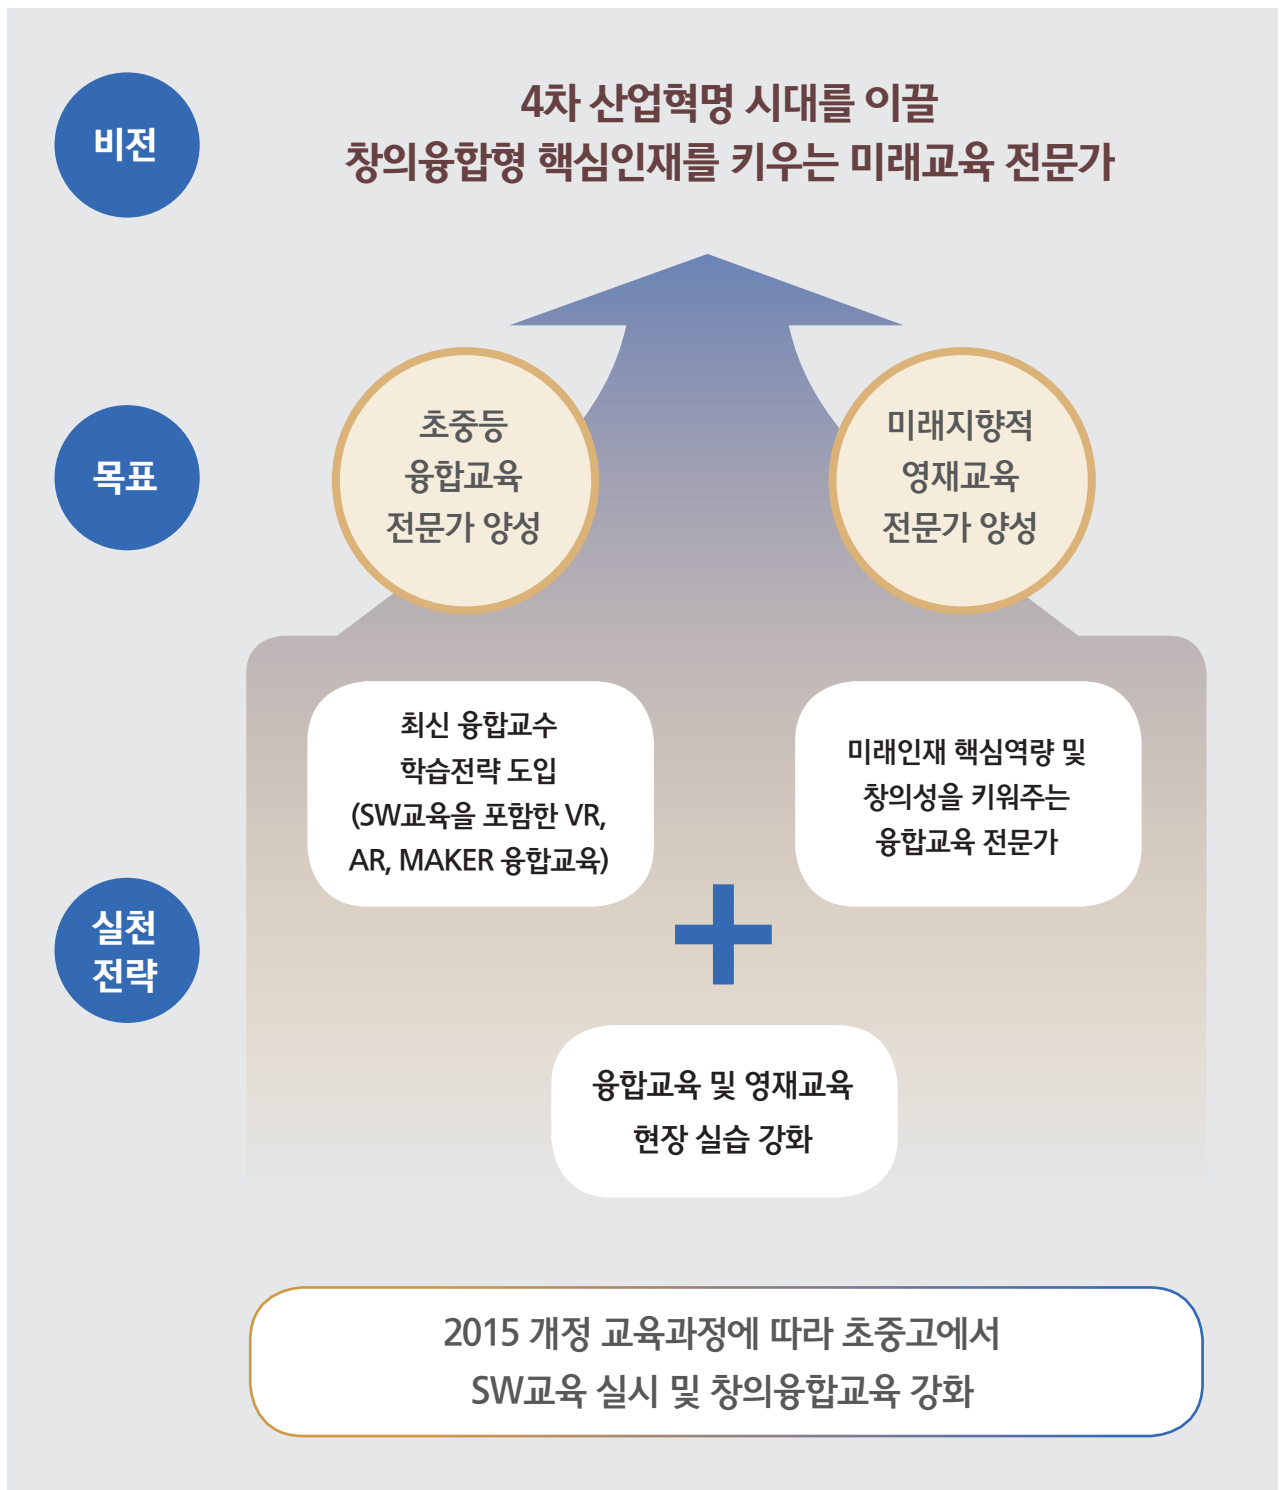 비전
4차 산업혁명 시대를 이끌
창의융합형 핵심인재를 키우는 미래교육 전문가
목표
초중등
융합교육
전문가 양성
미래지향적
영재교육
전문가 양성
실천
전략
최신 융합교수
학습전략 도입
(SW교육을 포함한 VR,
AR, MAKER 융합교육)
미래인재 핵심역량 및
창의성을 키워주는
융합교육 전문가
융합교육 및 영재교육
현장 실습 강화
2015 개정 교육과정에 따라 초중고에서
SW교육 실시 및 창의융합교육 강화